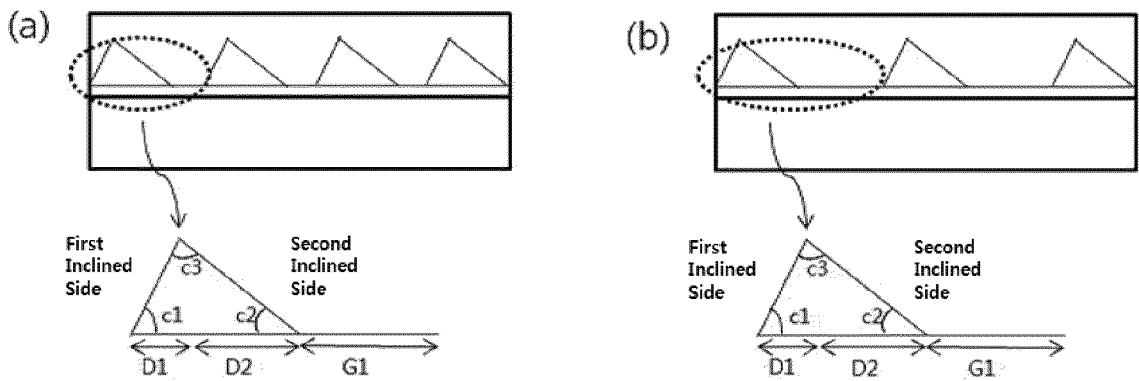 (a)
First
Inclined
Side
Second
Inclined
Side
c3
c1
c2
D1
D2
G1
(b)
First
Inclined
Side
Second
Inclined
Side
c3
c1
c2
D1
D2
G1